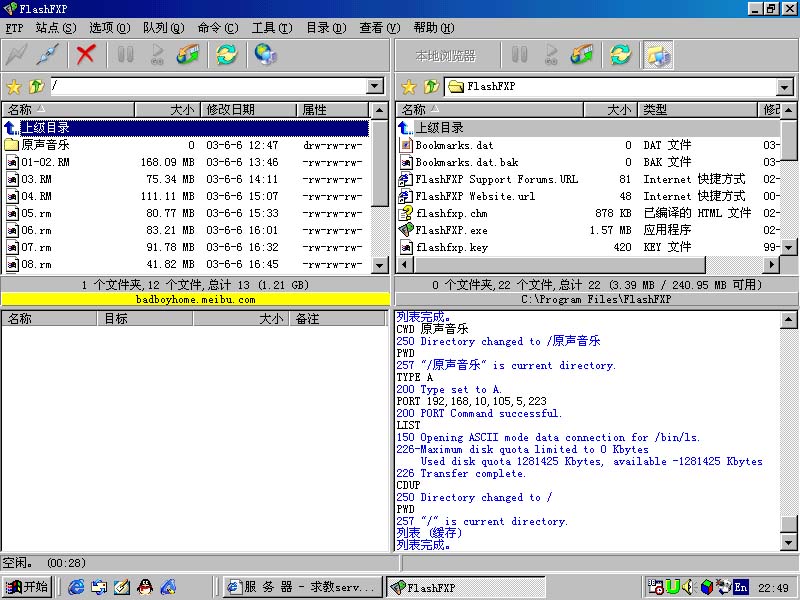 FlashFXP
FTP 站点(S) 选项(O) 队列(Q) 命令(C) 工具(T) 目录(D) 查看(V) 帮助(H)
本地浏览器
/
FlashFXP
名称 大小 修改日期 属性
上级目录
原声音乐 0 03-6-6 12:47 drw-rw-rw-
01-02.RM 168.09 MB 03-6-6 13:46 -rw-rw-rw-
03.RM 75.34 MB 03-6-6 14:11 -rw-rw-rw-
04.RM 111.11 MB 03-6-6 15:07 -rw-rw-rw-
05.rm 80.77 MB 03-6-6 15:33 -rw-rw-rw-
06.rm 83.21 MB 03-6-6 16:01 -rw-rw-rw-
07.rm 91.78 MB 03-6-6 16:32 -rw-rw-rw-
08.rm 41.82 MB 03-6-6 16:45 -rw-rw-rw-
1 个文件夹,12 个文件,总计 13 (1.21 GB)
badboyhome.meibu.com
名称 大小 类型 修改
上级目录
Bookmarks.dat 0 DAT 文件 03-
Bookmarks.dat.bak 0 BAK 文件 03-
FlashFXP Support Forums.URL 81 Internet 快捷方式 02-
FlashFXP Website.url 48 Internet 快捷方式 00-
flashfxp.chm 878 KB 已编译的 HTML 文件 02-
FlashFXP.exe 1.57 MB 应用程序 02-
flashfxp.key 420 KEY 文件 99-
0 个文件夹,22 个文件,总计 22 (3.39 MB / 240.95 MB 可用)
C:\Program Files\FlashFXP
名称 目标 大小 备注
列表完成。
CWD 原声音乐
250 Directory changed to /原声音乐
PWD
257 "/原声音乐" is current directory.
TYPE A
200 Type set to A.
PORT 192,168,10,105,5,223
200 PORT Command successful.
LIST
150 Opening ASCII mode data connection for /bin/ls.
226-Maximum disk quota limited to 0 Kbytes
Used disk quota 1281425 Kbytes, available -1281425 Kbytes
226 Transfer complete.
CDUP
250 Directory changed to /
PWD
257 "/" is current directory.
列表 (缓存)
列表完成。
空闲。 (00:28)
开始 服 务 器 - 求教serv... FlashFXP En 22:49